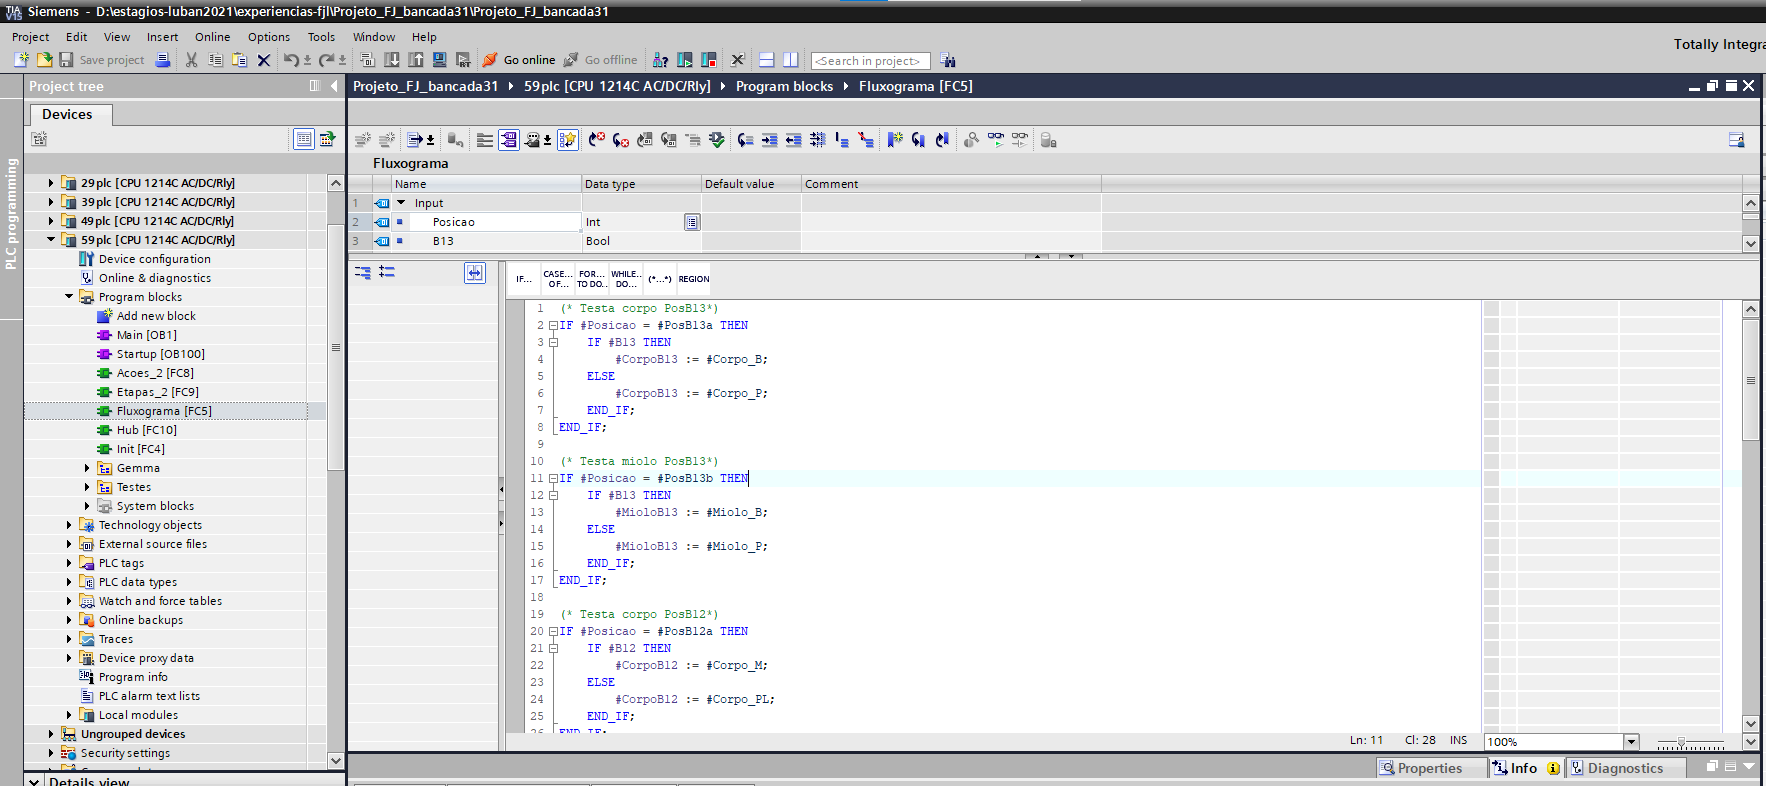 TIA V15 Siemens - D:\estagios-luban2021\experiencias-fjl\Projeto_FJ_bancada31\Projeto_FJ_bancada31
Project Edit View Insert Online Options Tools Window Help
Totally Integra
Save project Go online Go offline <Search in project>
Project tree
Projeto_FJ_bancada31 59plc [CPU 1214C AC/DC/Rly] Program blocks Fluxograma [FC5]
Devices
PLC programming
29plc [CPU 1214C AC/DC/Rly]
39plc [CPU 1214C AC/DC/Rly]
49plc [CPU 1214C AC/DC/Rly]
59plc [CPU 1214C AC/DC/Rly]
Device configuration
Online & diagnostics
Program blocks
Add new block
Main [OB1]
Startup [OB100]
Acoes_2 [FC8]
Etapas_2 [FC9]
Fluxograma [FC5]
Hub [FC10]
Init [FC4]
Gemma
Testes
System blocks
Technology objects
External source files
PLC tags
PLC data types
Watch and force tables
Online backups
Traces
Device proxy data
Program info
PLC alarm text lists
Local modules
Ungrouped devices
Security settings
Details view
Fluxograma
Name Data type Default value Comment
1 Input
2 Posicao Int
3 B13 Bool
IF... CASE... OF... FOR... TO DO.. WHILE.. DO... (*...*) REGION
1 (* Testa corpo PosB13*)
2 IF #Posicao = #PosB13a THEN
3 IF #B13 THEN
4 #CorpoB13 := #Corpo_B;
5 ELSE
6 #CorpoB13 := #Corpo_P;
7 END_IF;
8 END_IF;
9
10 (* Testa miolo PosB13*)
11 IF #Posicao = #PosB13b THEN
12 IF #B13 THEN
13 #MioloB13 := #Miolo_B;
14 ELSE
15 #MioloB13 := #Miolo_P;
16 END_IF;
17 END_IF;
18
19 (* Testa corpo PosB12*)
20 IF #Posicao = #PosB12a THEN
21 IF #B12 THEN
22 #CorpoB12 := #Corpo_M;
23 ELSE
24 #CorpoB12 := #Corpo_PL;
25 END_IF;
26 END_IF;
Ln: 11 Cl: 28 INS 100%
Properties Info Diagnostics